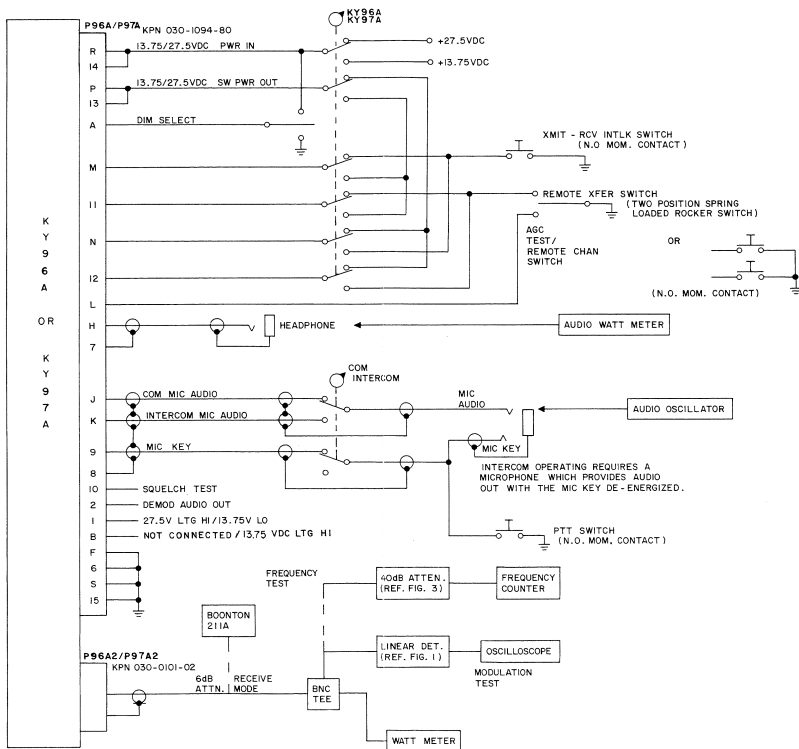 P96A/P97A
KPN 030-1094-80
KY96A
KY97A
R
13.75/27.5VDC PWR IN
+27.5VDC
14
+13.75VDC
P
13.75/27.5VDC SW PWR OUT
13
A
DIM SELECT
XMIT - RCV INTLK SWITCH
(N.O MOM. CONTACT)
M
11
REMOTE XFER SWITCH
(TWO POSITION SPRING
LOADED ROCKER SWITCH)
AGC
TEST/
REMOTE CHAN
SWITCH
OR
N
12
(N.O. MOM. CONTACT)
L
KY96A OR KY97A
H
HEADPHONE
AUDIO WATT METER
7
COM
INTERCOM
J
COM MIC AUDIO
MIC
AUDIO
AUDIO OSCILLATOR
K
INTERCOM MIC AUDIO
9
MIC KEY
MIC KEY
8
INTERCOM OPERATING REQUIRES A
MICROPHONE WHICH PROVIDES AUDIO
OUT WITH THE MIC KEY DE-ENERGIZED.
10
SQUELCH TEST
2
DEMOD AUDIO OUT
1
27.5V LTG HI/13.75V LO
B
NOT CONNECTED/13.75 VDC LTG HI
PTT SWITCH
(N.O. MOM. CONTACT)
F
6
S
15
FREQUENCY
TEST
40dB ATTEN.
(REF. FIG. 3)
FREQUENCY
COUNTER
BOONTON
211A
LINEAR DET.
(REF. FIG. 1)
OSCILLOSCOPE
MODULATION
TEST
P96A2/P97A2
KPN 030-0101-02
6dB
ATTN.
RECEIVE
MODE
BNC
TEE
WATT METER